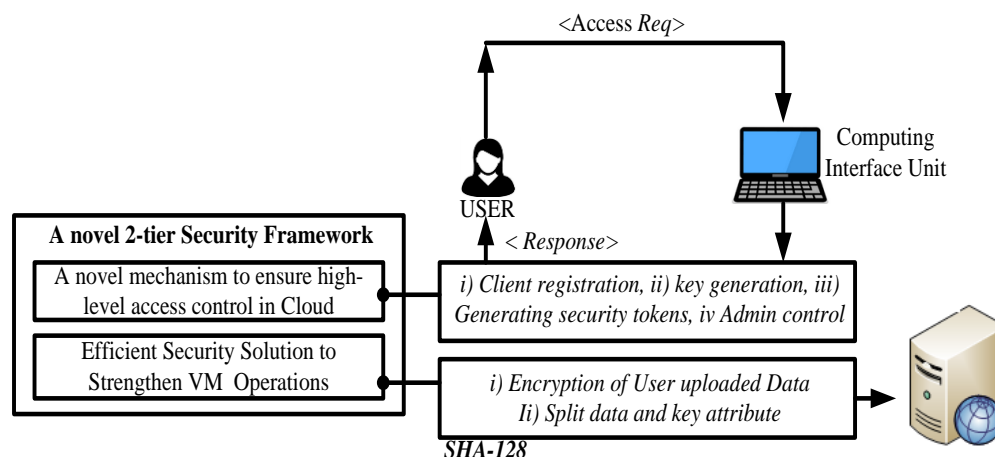 <Access Req>
Computing
Interface Unit
USER
A novel 2-tier Security Framework
< Response>
A novel mechanism to ensure high-
level access control in Cloud
i) Client registration, ii) key generation, iii)
Generating security tokens, iv Admin control
Efficient Security Solution to
Strengthen VM Operations
i) Encryption of User uploaded Data
Ii) Split data and key attribute
SHA-128